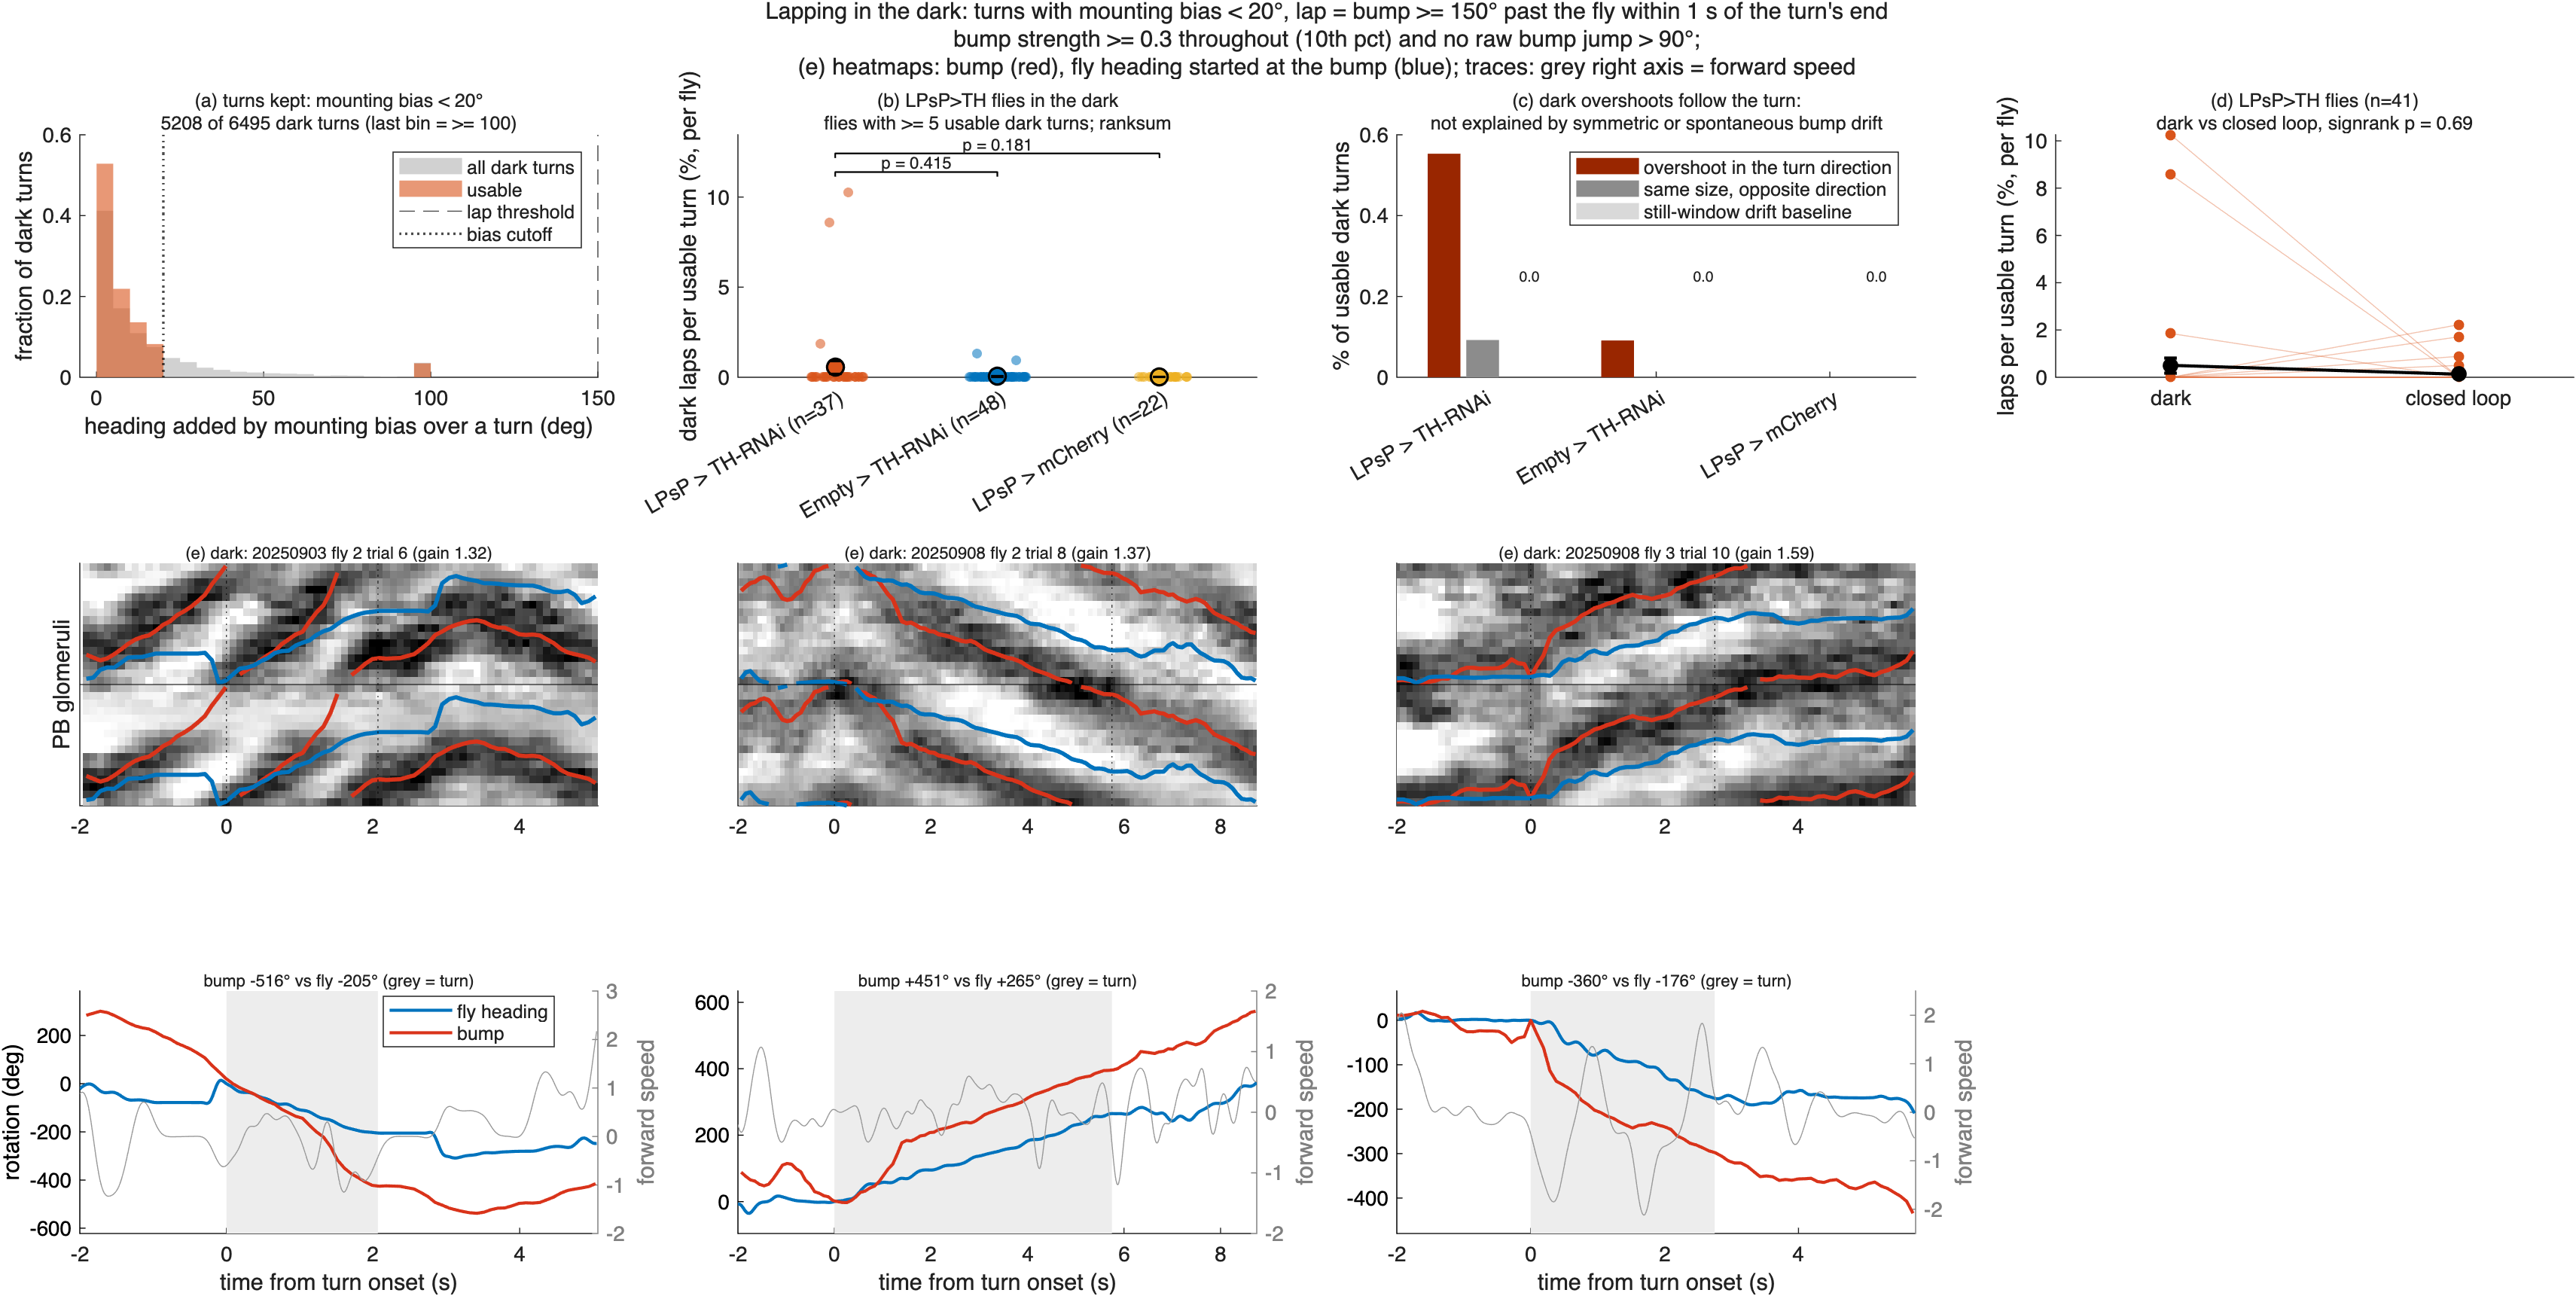 Lapping in the dark: turns with mounting bias < 20°, lap = bump >= 150° past the fly within 1 s of the turn's end
bump strength >= 0.3 throughout (10th pct) and no raw bump jump > 90°;
(e) heatmaps: bump (red), fly heading started at the bump (blue); traces: grey right axis = forward speed
(a) turns kept: mounting bias < 20°
5208 of 6495 dark turns (last bin = >= 100)
fraction of dark turns
0.6
0.4
0.2
0
all dark turns
usable
lap threshold
bias cutoff
0 50 100 150
heading added by mounting bias over a turn (deg)
(b) LPsP>TH flies in the dark
flies with >= 5 usable dark turns; ranksum
dark laps per usable turn (%, per fly)
p = 0.181
p = 0.415
10
5
0
LPsP > TH-RNAi (n=37)
Empty > TH-RNAi (n=48)
LPsP > mCherry (n=22)
(c) dark overshoots follow the turn:
not explained by symmetric or spontaneous bump drift
% of usable dark turns
0.6
0.4
0.2
0
overshoot in the turn direction
same size, opposite direction
still-window drift baseline
0.0 0.0 0.0
LPsP > TH-RNAi
Empty > TH-RNAi
LPsP > mCherry
(d) LPsP>TH flies (n=41)
dark vs closed loop, signrank p = 0.69
laps per usable turn (%, per fly)
10
8
6
4
2
0
dark closed loop
(e) dark: 20250903 fly 2 trial 6 (gain 1.32)
PB glomeruli
-2 0 2 4
(e) dark: 20250908 fly 2 trial 8 (gain 1.37)
-2 0 2 4 6 8
(e) dark: 20250908 fly 3 trial 10 (gain 1.59)
-2 0 2 4
bump -516° vs fly -205° (grey = turn)
rotation (deg)
200
0
-200
-400
-600
fly heading
bump
3
2
1
0
-1
-2
forward speed
-2 0 2 4
time from turn onset (s)
bump +451° vs fly +265° (grey = turn)
600
400
200
0
2
1
0
-1
-2
forward speed
-2 0 2 4 6 8
time from turn onset (s)
bump -360° vs fly -176° (grey = turn)
0
-100
-200
-300
-400
2
1
0
-1
-2
forward speed
-2 0 2 4
time from turn onset (s)